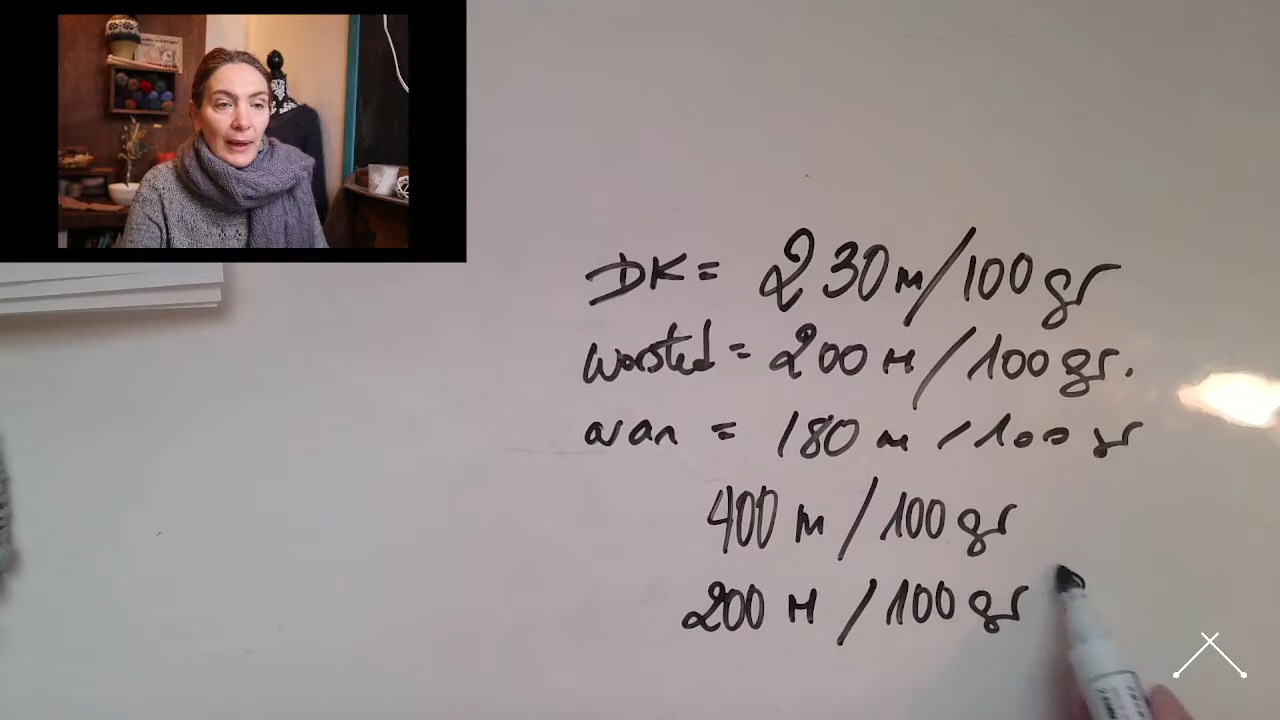 DK = 230 m/100 gr
worsted = 200 M/100 gr.
aran = 180 m/100 gr
400 m/100 gr
200 M/100 gr